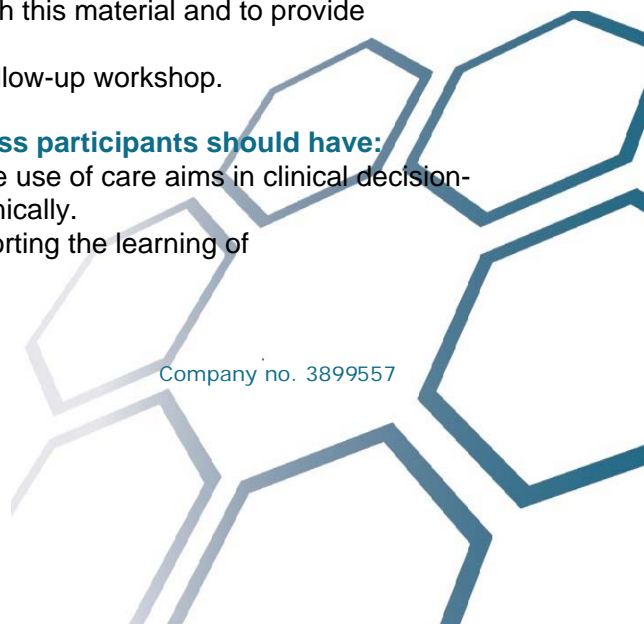 h this material and to provide
llow-up workshop.
ss participants should have:
e use of care aims in clinical decision-
nically.
orting the learning of
Company no. 3899557